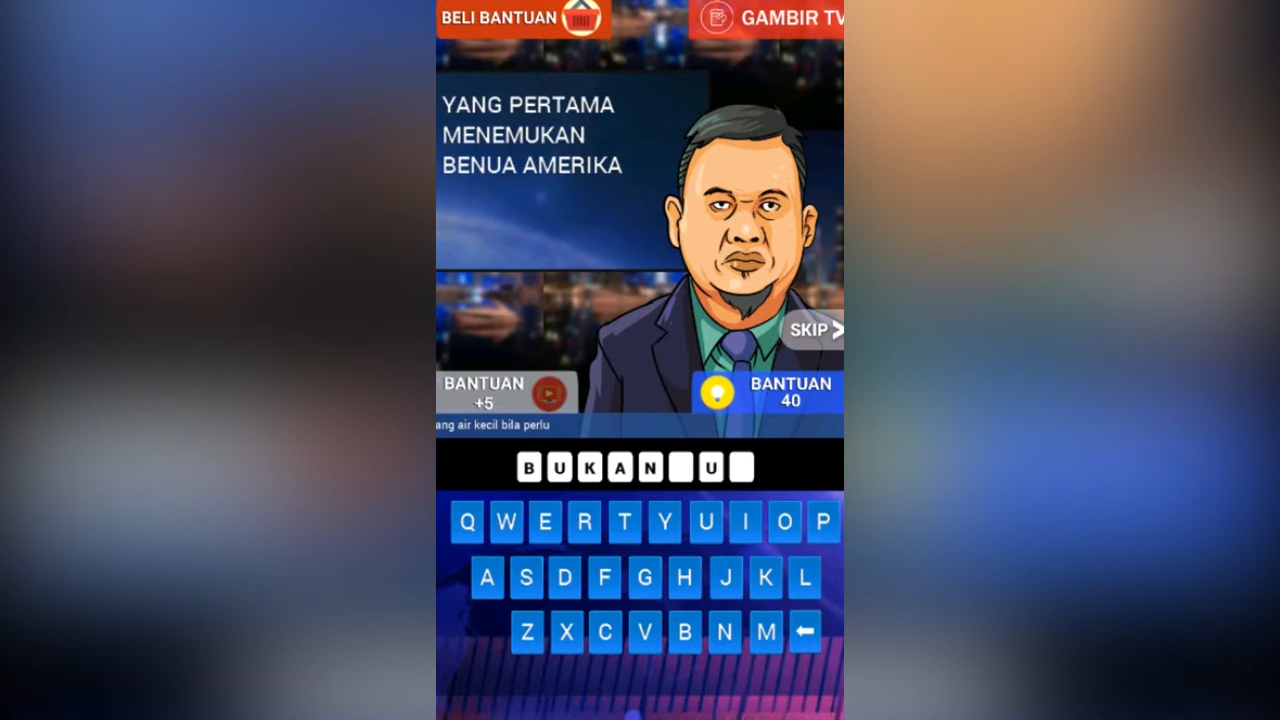 BELI BANTUAN
GAMBIR TV
YANG PERTAMA
MENEMUKAN
BENUA AMERIKA
SKIP >
BANTUAN
+5
BANTUAN
40
ang air kecil bila perlu
B U K A N U
Q W E R T Y U I O P
A S D F G H J K L
Z X C V B N M ⬅